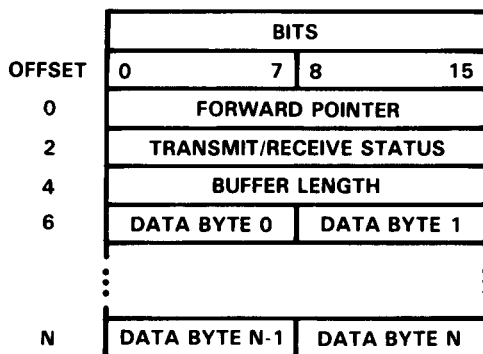 BITS
OFFSET 0 7 8 15
0 FORWARD POINTER
2 TRANSMIT/RECEIVE STATUS
4 BUFFER LENGTH
6 DATA BYTE 0 DATA BYTE 1
N DATA BYTE N-1 DATA BYTE N